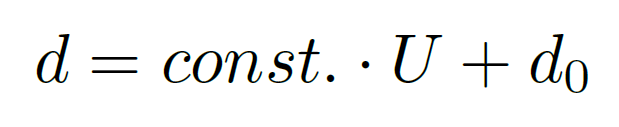 d = const. · U + d₀